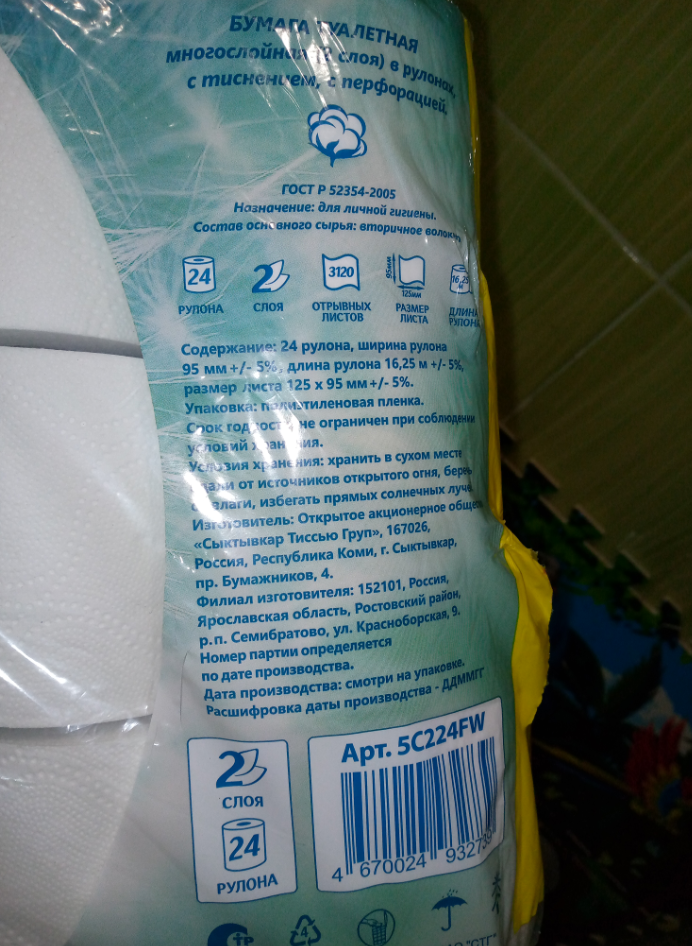 БУМАГА ТУАЛЕТНАЯ
многослойная (2 слоя) в рулонах,
с тиснением, с перфорацией.
ГОСТ Р 52354-2005
Назначение: для личной гигиены.
Состав основного сырья: вторичное волокно
24 2 3120 95мм 125мм 16,25 м
РУЛОНА СЛОЯ ОТРЫВНЫХ ЛИСТОВ РАЗМЕР ЛИСТА ДЛИНА РУЛОНА
Содержание: 24 рулона, ширина рулона
95 мм +/- 5%, длина рулона 16,25 м +/- 5%,
размер листа 125 х 95 мм +/- 5%.
Упаковка: полиэтиленовая пленка.
Срок годности не ограничен при соблюдении
условий хранения.
Условия хранения: хранить в сухом месте
вдали от источников открытого огня, беречь
от влаги, избегать прямых солнечных лучей.
Изготовитель: Открытое акционерное общество
«Сыктывкар Тиссью Груп», 167026,
Россия, Республика Коми, г. Сыктывкар,
пр. Бумажников, 4.
Филиал изготовителя: 152101, Россия,
Ярославская область, Ростовский район,
р.п. Семибратово, ул. Красноборская, 9.
Номер партии определяется
по дате производства.
Дата производства: смотри на упаковке.
Расшифровка даты производства - ДДММГГ
2
СЛОЯ
24
РУЛОНА
Арт. 5C224FW
4 670024 932739
4
"СТГ"